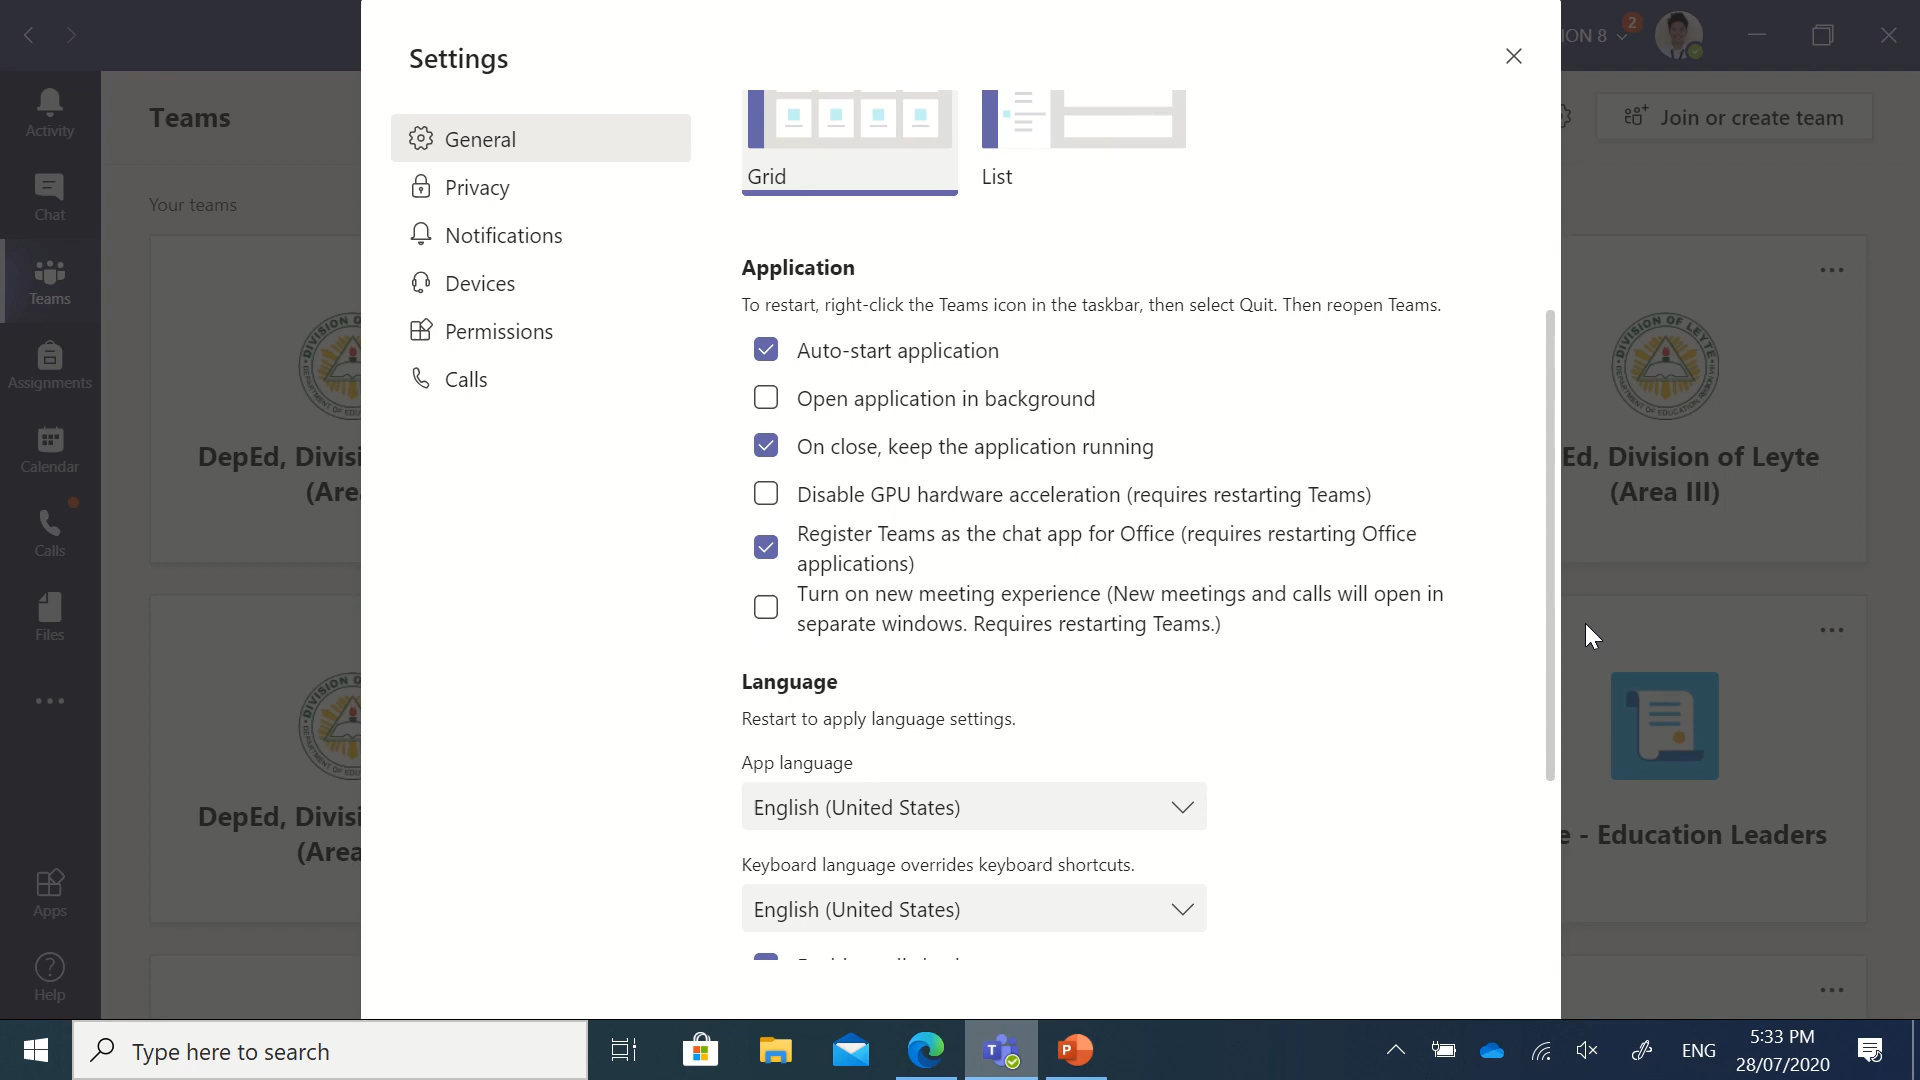 Settings
ION 8
2
Activity
Chat
Teams
Assignments
Calendar
Calls
Files
Apps
Help
Teams
Join or create team
Your teams
General
Privacy
Notifications
Devices
Permissions
Calls
Grid
List
Application
To restart, right-click the Teams icon in the taskbar, then select Quit. Then reopen Teams.
Auto-start application
Open application in background
On close, keep the application running
Disable GPU hardware acceleration (requires restarting Teams)
Register Teams as the chat app for Office (requires restarting Office
applications)
Turn on new meeting experience (New meetings and calls will open in
separate windows. Requires restarting Teams.)
Language
Restart to apply language settings.
App language
English (United States)
Keyboard language overrides keyboard shortcuts.
English (United States)
DepEd, Divisi
(Are
Ed, Division of Leyte
(Area III)
DIVISION OF LEYTE
DepEd, Divisi
(Area
e - Education Leaders
Type here to search
ENG
5:33 PM
28/07/2020